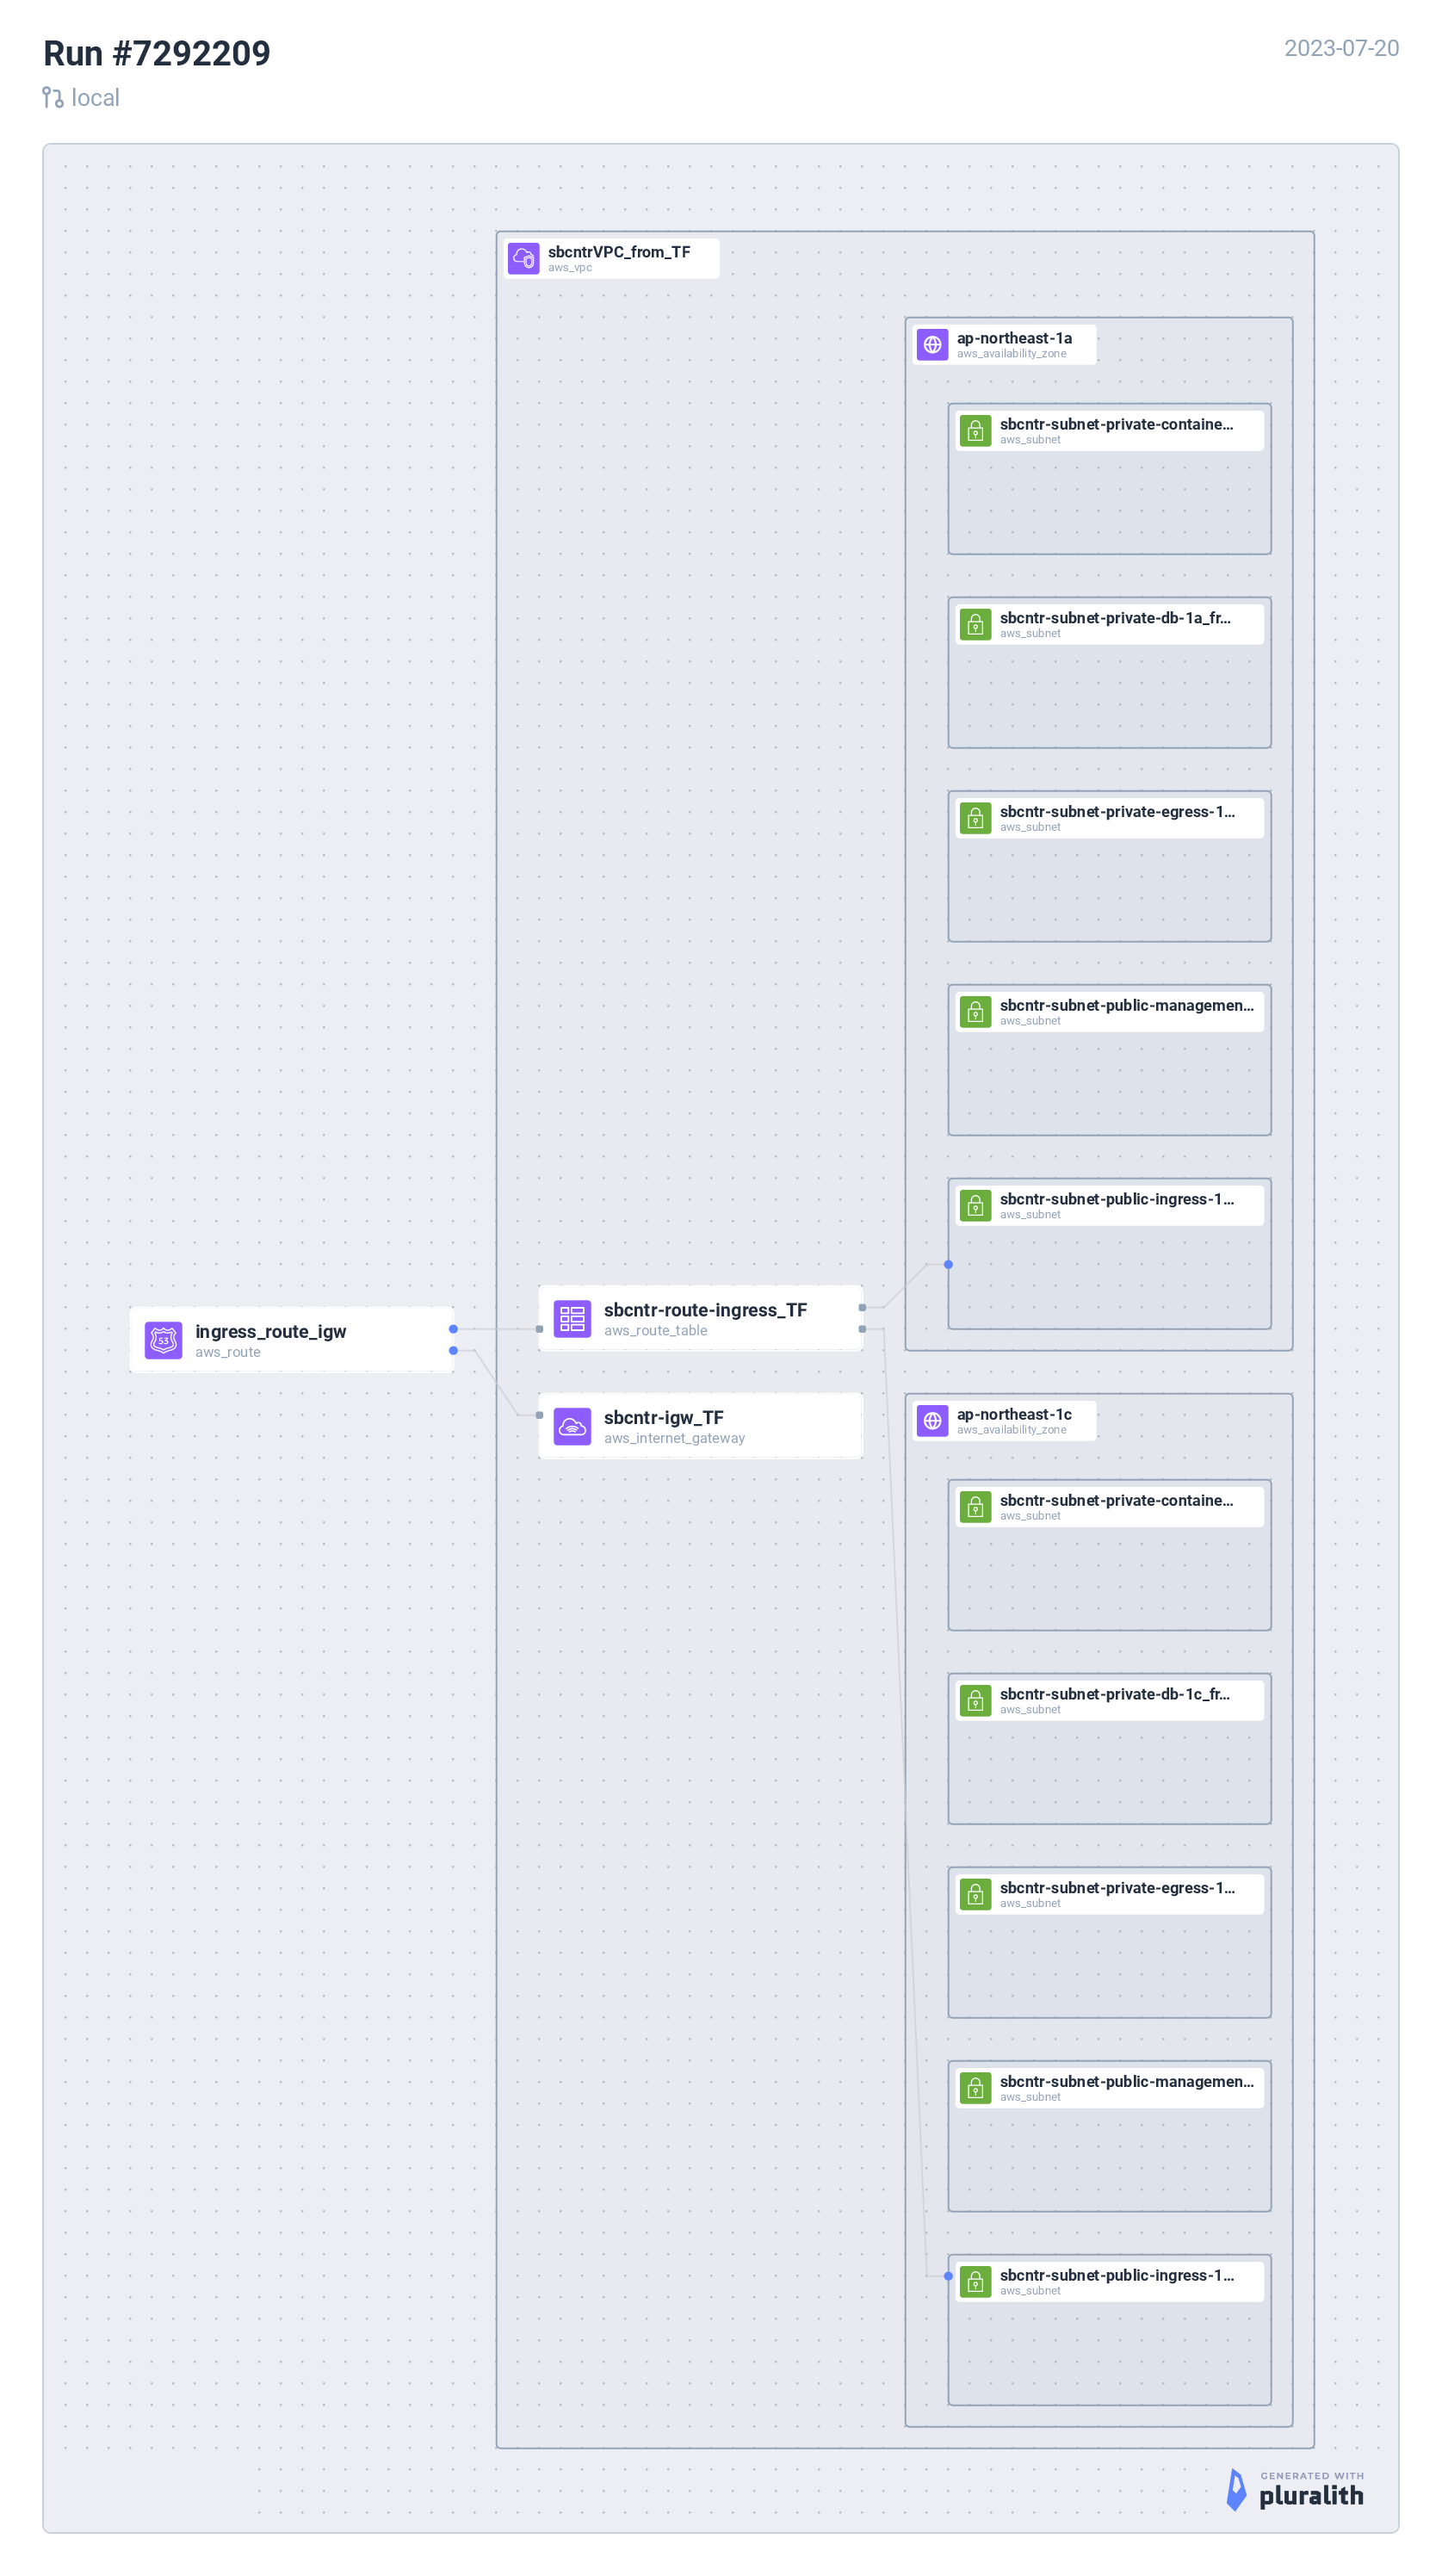 Run #7292209
2023-07-20
local
sbcntrVPC_from_TF
aws_vpc
ap-northeast-1a
aws_availability_zone
sbcntr-subnet-private-containe...
aws_subnet
sbcntr-subnet-private-db-1a_fr...
aws_subnet
sbcntr-subnet-private-egress-1...
aws_subnet
sbcntr-subnet-public-managemen...
aws_subnet
sbcntr-subnet-public-ingress-1...
aws_subnet
ingress_route_igw
aws_route
53
sbcntr-route-ingress_TF
aws_route_table
sbcntr-igw_TF
aws_internet_gateway
ap-northeast-1c
aws_availability_zone
sbcntr-subnet-private-containe...
aws_subnet
sbcntr-subnet-private-db-1c_fr...
aws_subnet
sbcntr-subnet-private-egress-1...
aws_subnet
sbcntr-subnet-public-managemen...
aws_subnet
sbcntr-subnet-public-ingress-1...
aws_subnet
GENERATED WITH
pluralith